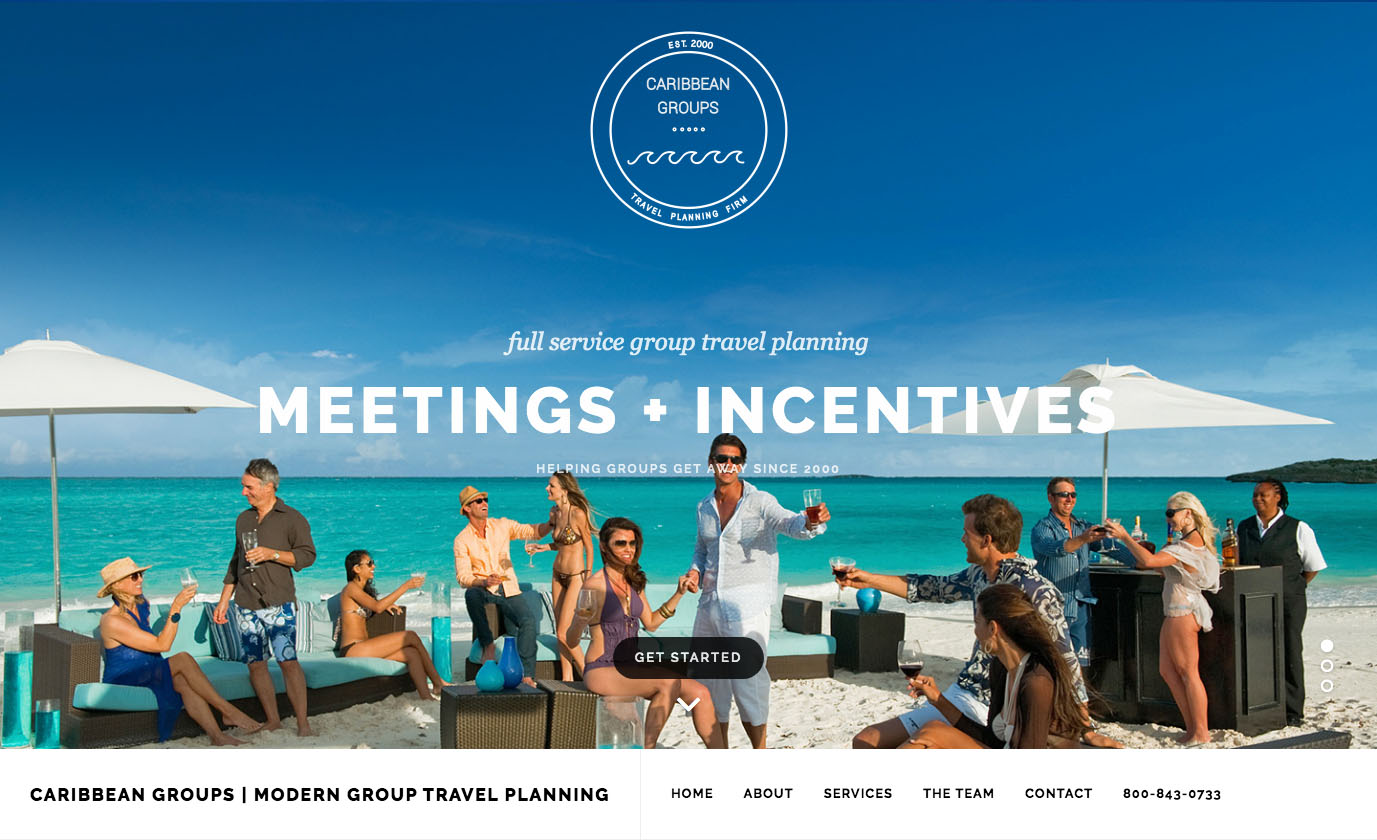 EST. 2000
CARIBBEAN
GROUPS
TRAVEL PLANNING FIRM
full service group travel planning
MEETINGS + INCENTIVES
HELPING GROUPS GET AWAY SINCE 2000
GET STARTED
CARIBBEAN GROUPS | MODERN GROUP TRAVEL PLANNING
HOME ABOUT SERVICES THE TEAM CONTACT 800-843-0733